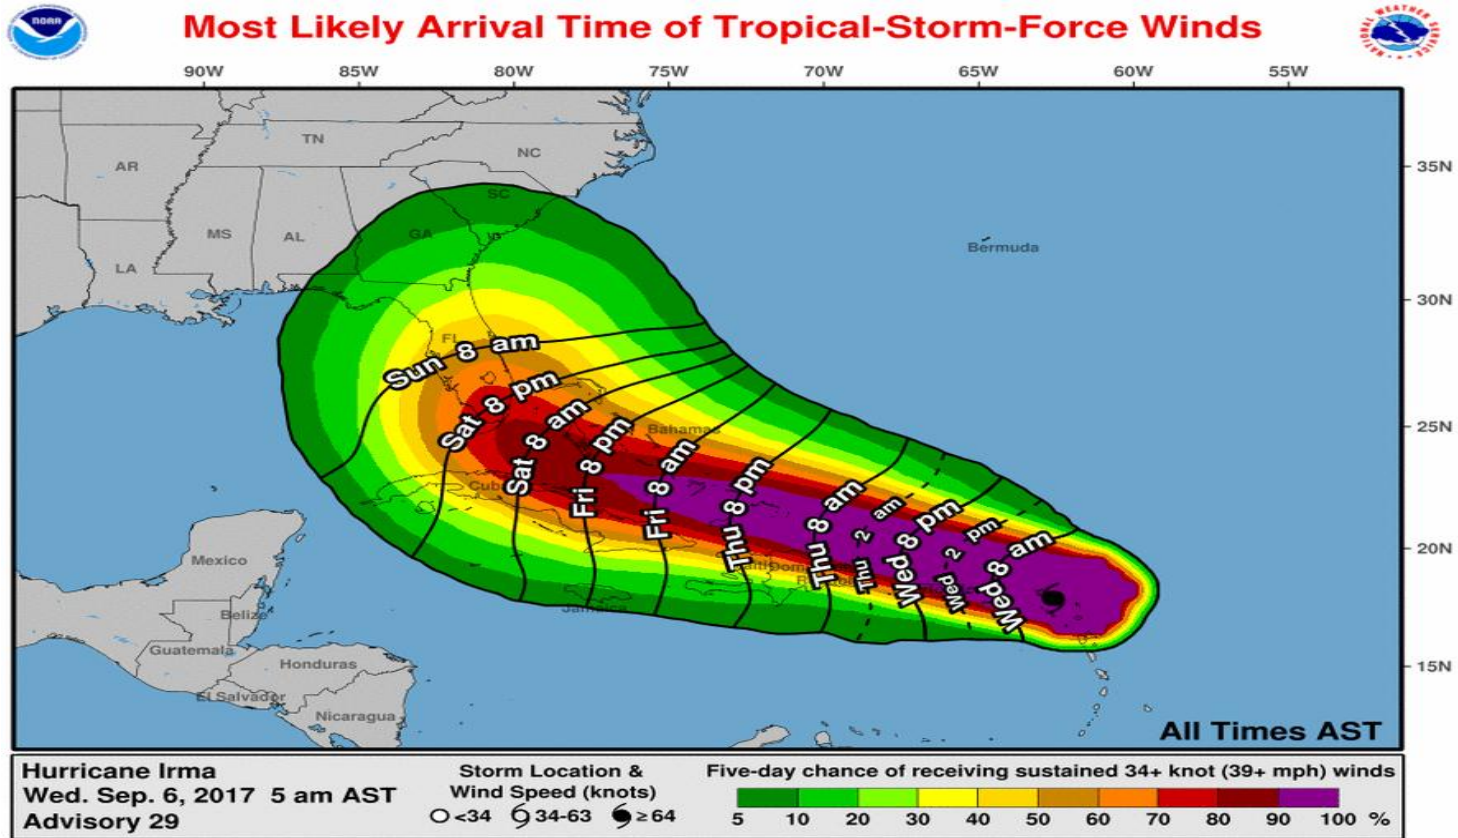 NOAA
Most Likely Arrival Time of Tropical-Storm-Force Winds
NATIONAL WEATHER SERVICE
90W 85W 80W 75W 70W 65W 60W 55W
TN
NC
AR
35N
SC
MS
AL
GA
Bermuda
LA
30N
FL
Sun 8 am
Sat 8 pm
Sat 8 am
Fri 8 pm
Fri 8 am
Thu 8 pm
Thu 8 am
Thu 2 am
Wed 8 pm
Wed 2 pm
Wed 8 am
Bahamas
25N
20N
Mexico
Jamaica
Belize
Guatemala
Honduras
15N
El Salvador
Nicaragua
All Times AST
Hurricane Irma
Wed. Sep. 6, 2017 5 am AST
Advisory 29
Storm Location &
Wind Speed (knots)
<34 34-63 ≥ 64
Five-day chance of receiving sustained 34+ knot (39+ mph) winds
5 10 20 30 40 50 60 70 80 90 100 %